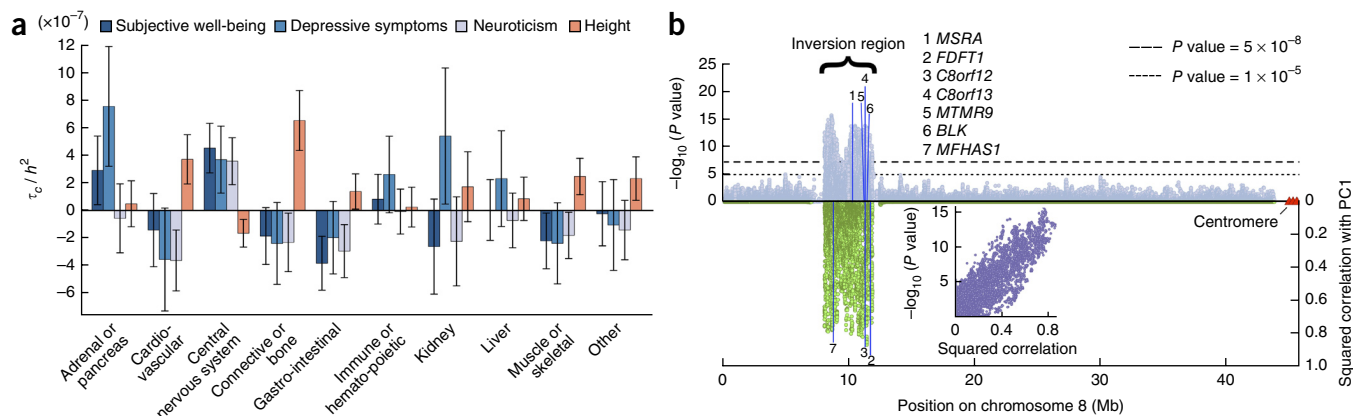 a
(×10⁻⁷)
Subjective well-being
Depressive symptoms
Neuroticism
Height
12
10
8
6
4
2
0
−2
−4
−6
τc / h²
Adrenal or
pancreas
Cardio-
vascular
Central
nervous system
Connective or
bone
Gastro-intestinal
Immune or
hemato-poietic
Kidney
Liver
Muscle or
skeletal
Other
b
Inversion region
1 MSRA
2 FDFT1
3 C8orf12
4 C8orf13
5 MTMR9
6 BLK
7 MFHAS1
P value = 5 × 10⁻⁸
P value = 1 × 10⁻⁵
25
20
15
10
5
0
−log₁₀ (P value)
4
1 5
6
7
3
2
Centromere
0
0.2
0.4
0.6
0.8
1.0
Squared correlation with PC1
15
10
5
−log₁₀ (P value)
0 0.4 0.8
Squared correlation
0 10 20 30 40
Position on chromosome 8 (Mb)